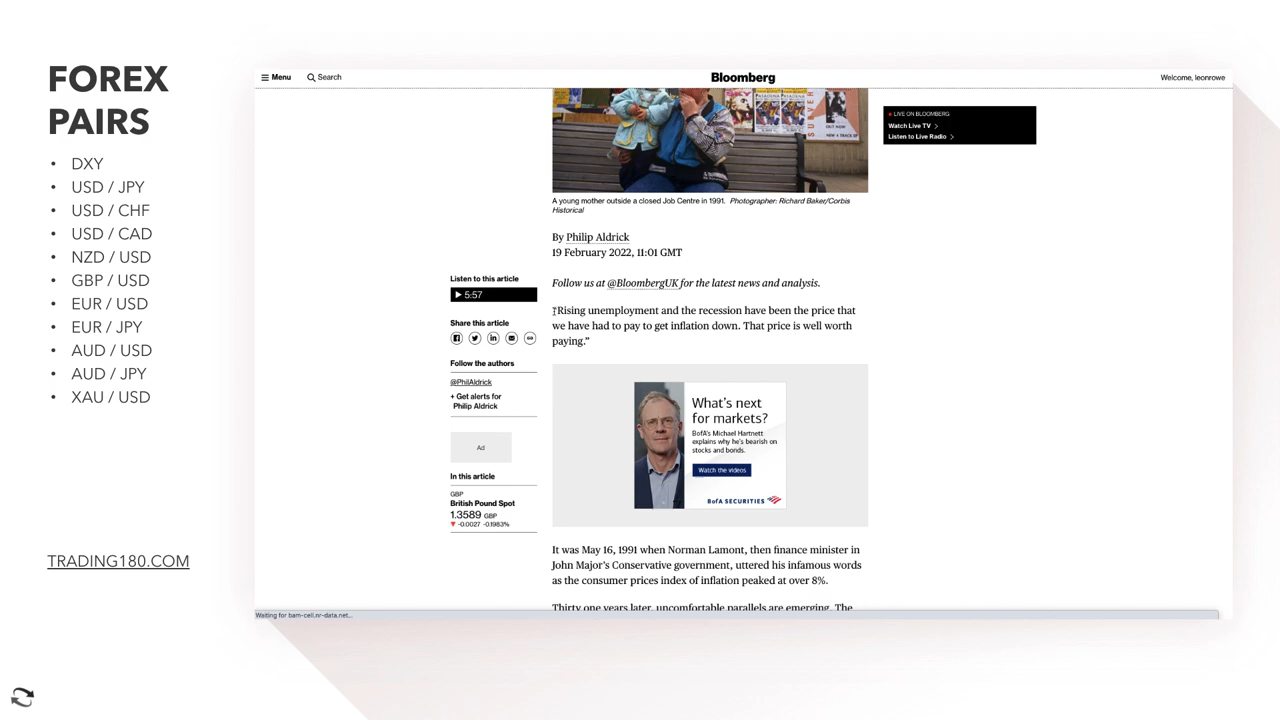 FOREX
PAIRS
• DXY
• USD / JPY
• USD / CHF
• USD / CAD
• NZD / USD
• GBP / USD
• EUR / USD
• EUR / JPY
• AUD / USD
• AUD / JPY
• XAU / USD
TRADING180.COM
Menu
Search
Bloomberg
Welcome, leonrowe
LIVE ON BLOOMBERG
Watch Live TV >
Listen to Live Radio >
A young mother outside a closed Job Centre in 1991. Photographer: Richard Baker/Corbis
Historical
By Philip Aldrick
19 February 2022, 11:01 GMT
Follow us at @BloombergUK for the latest news and analysis.
Listen to this article
5:57
Share this article
Follow the authors
@PhilAldrick
+ Get alerts for
Philip Aldrick
Ad
In this article
GBP
British Pound Spot
1.3589 GBP
▼ -0.0027 -0.1983%
"Rising unemployment and the recession have been the price that
we have had to pay to get inflation down. That price is well worth
paying.”
What's next
for markets?
BofA's Michael Hartnett
explains why he's bearish on
stocks and bonds.
Watch the videos
BofA SECURITIES
It was May 16, 1991 when Norman Lamont, then finance minister in
John Major’s Conservative government, uttered his infamous words
as the consumer prices index of inflation peaked at over 8%.
Thirty one years later, uncomfortable parallels are emerging. The
Waiting for bam-cell.nr-data.net...